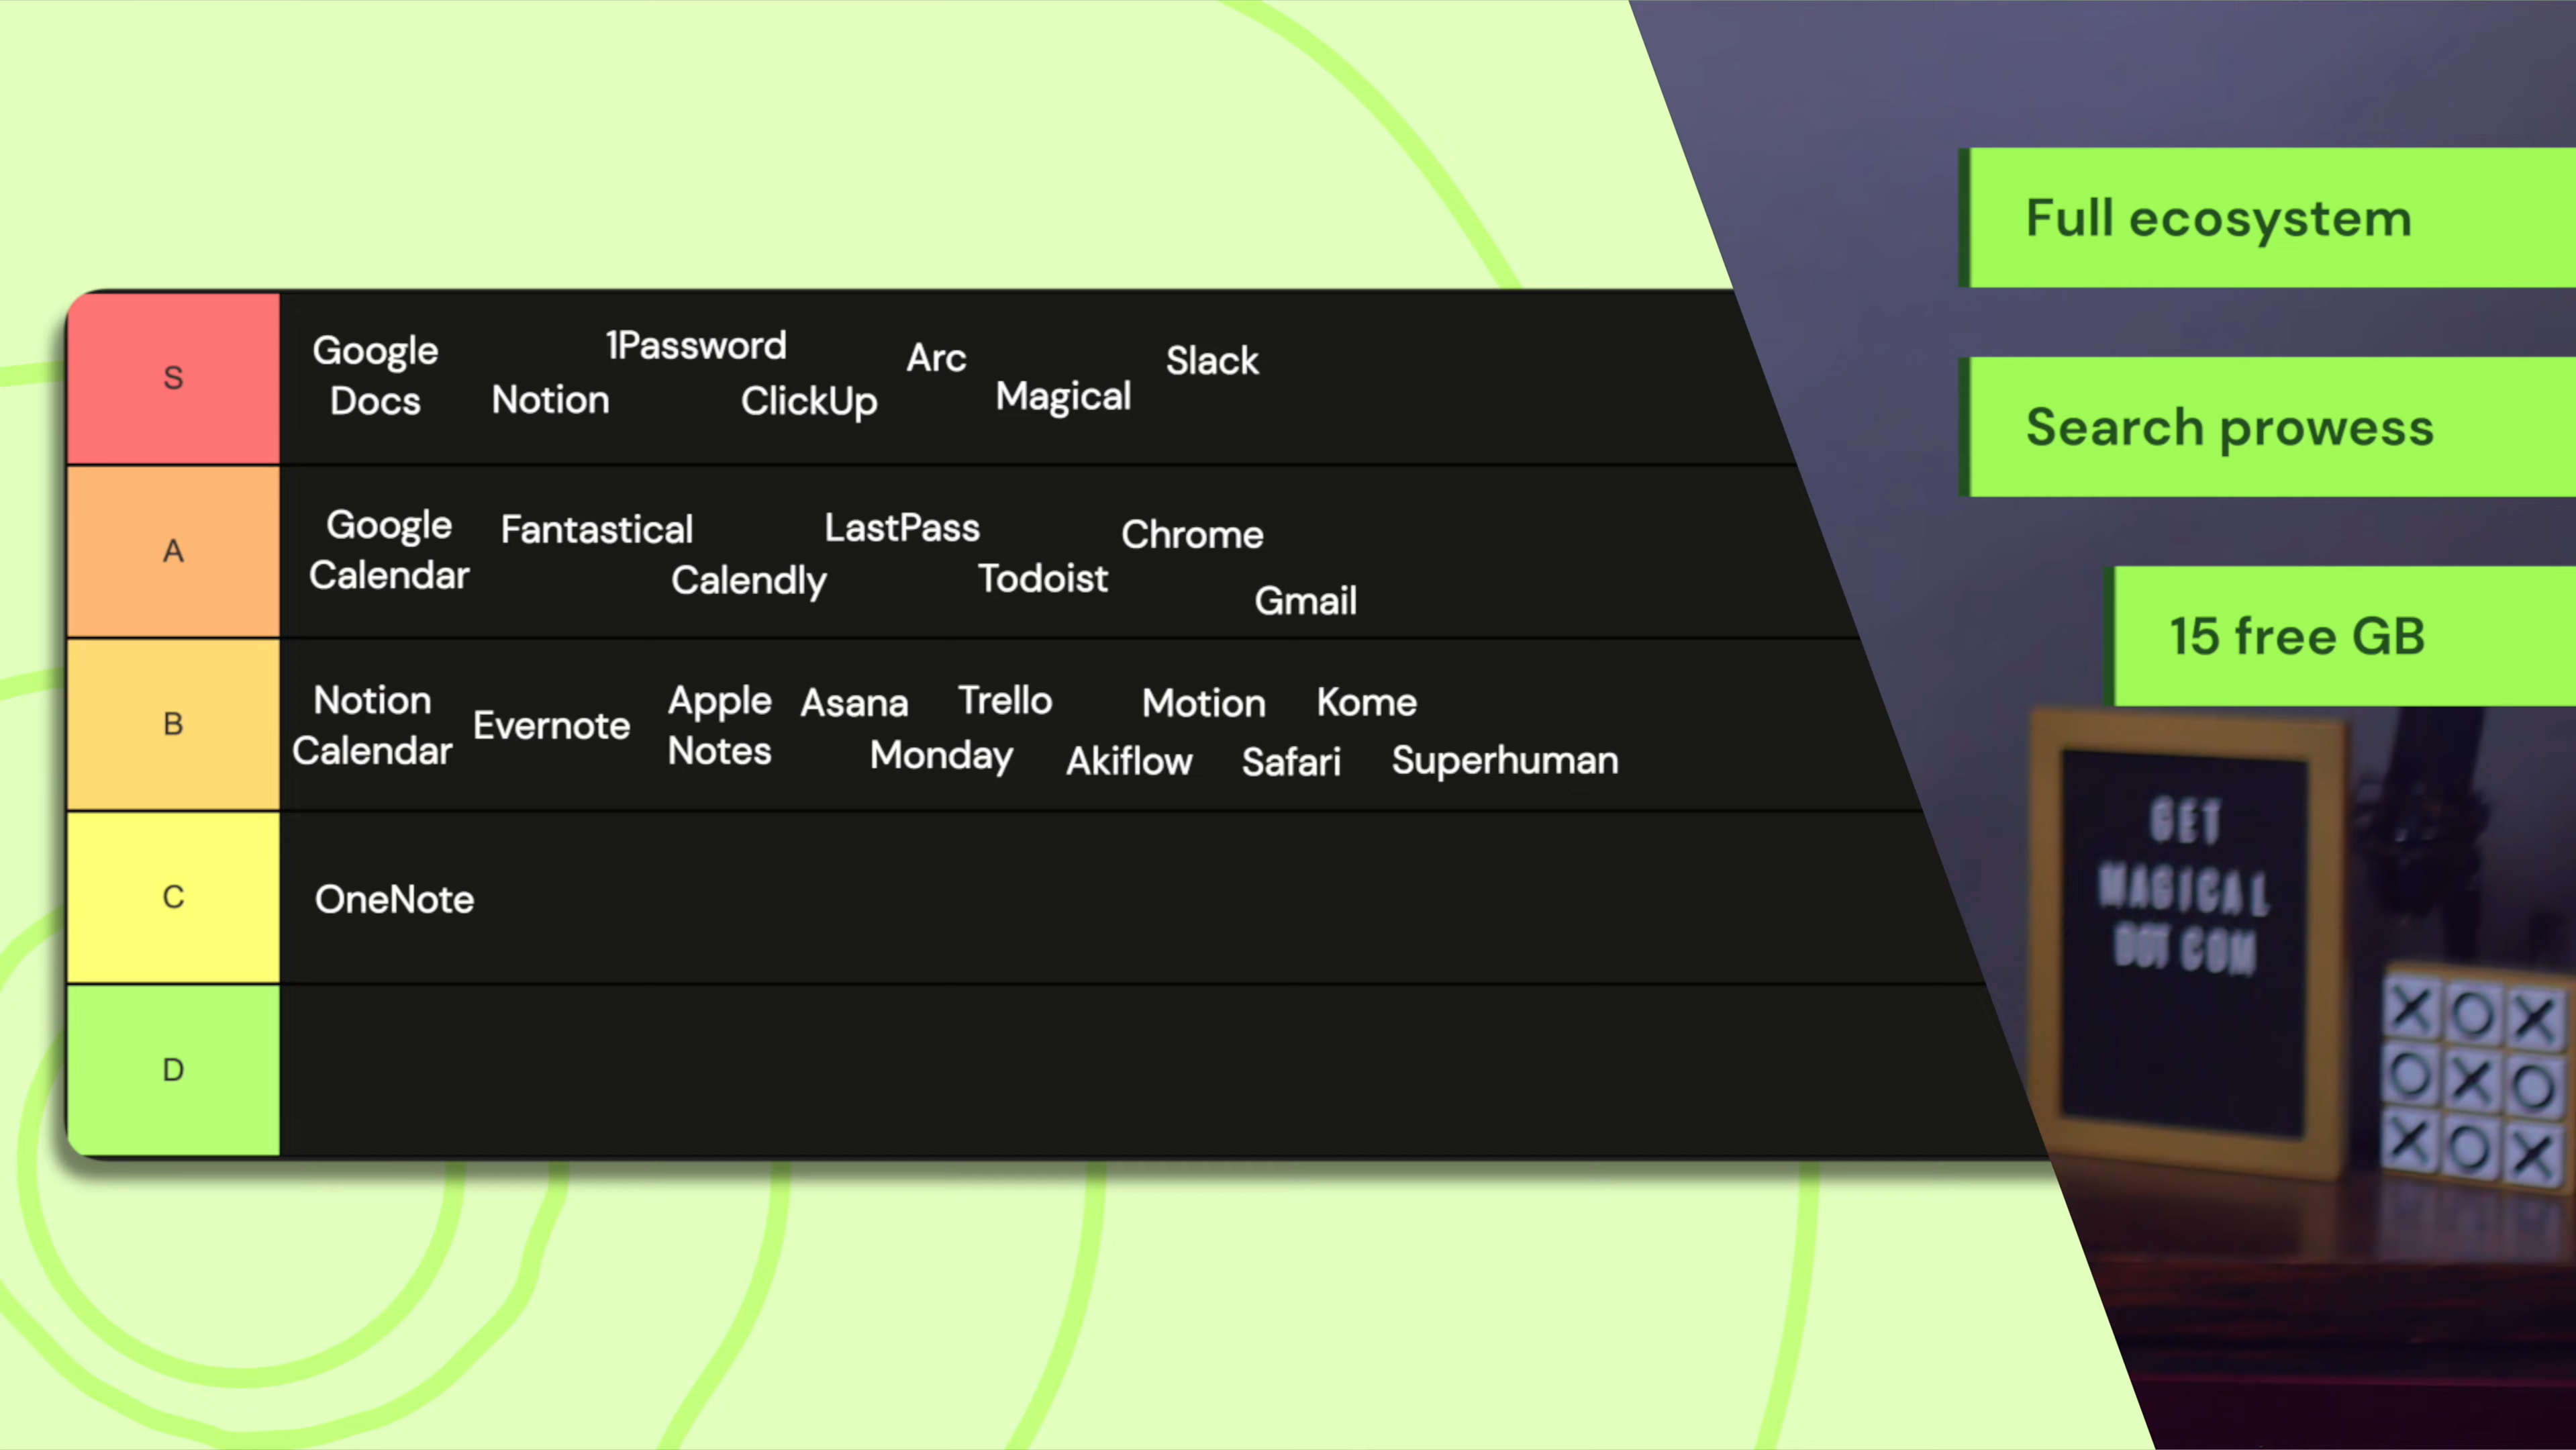 S
Google
Docs
Notion
1Password
ClickUp
Arc
Magical
Slack
A
Google
Calendar
Fantastical
Calendly
LastPass
Todoist
Chrome
Gmail
B
Notion
Calendar
Evernote
Apple
Notes
Asana
Monday
Trello
Akiflow
Motion
Safari
Kome
Superhuman
C
OneNote
D
Full ecosystem
Search prowess
15 free GB
GET
MAGICAL
DOT COM
X O X
O X O
X O X